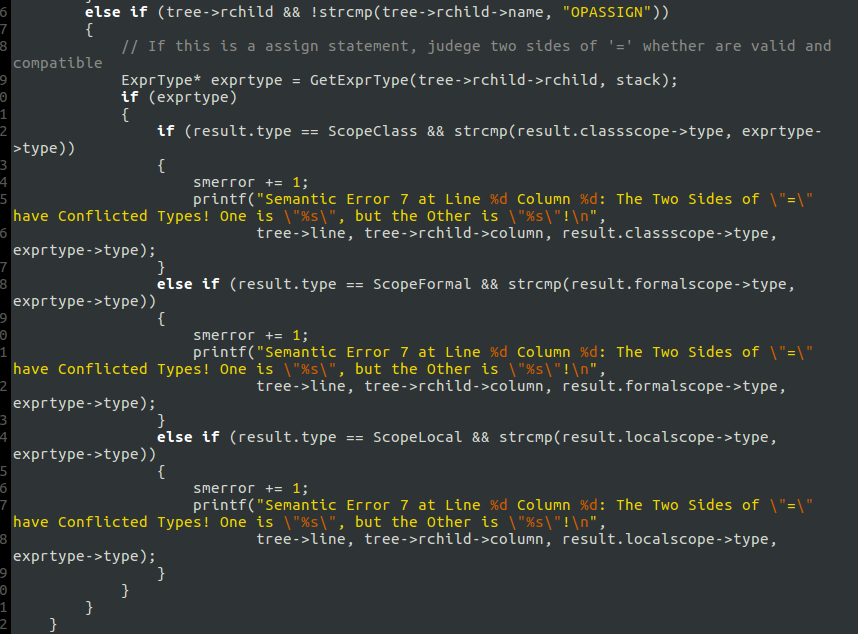 6 else if (tree->rchild && !strcmp(tree->rchild->name, "OPASSIGN"))
7 {
8 // If this is a assign statement, judege two sides of '=' whether are valid and
compatible
9 ExprType* exprtype = GetExprType(tree->rchild->rchild, stack);
0 if (exprtype)
1 {
2 if (result.type == ScopeClass && strcmp(result.classscope->type, exprtype-
>type))
3 {
4 smerror += 1;
5 printf("Semantic Error 7 at Line %d Column %d: The Two Sides of \"=\"
have Conflicted Types! One is \"%s\", but the Other is \"%s\"!\n",
6 tree->line, tree->rchild->column, result.classscope->type,
exprtype->type);
7 }
8 else if (result.type == ScopeFormal && strcmp(result.formalscope->type,
exprtype->type))
9 {
0 smerror += 1;
1 printf("Semantic Error 7 at Line %d Column %d: The Two Sides of \"=\"
have Conflicted Types! One is \"%s\", but the Other is \"%s\"!\n",
2 tree->line, tree->rchild->column, result.formalscope->type,
exprtype->type);
3 }
4 else if (result.type == ScopeLocal && strcmp(result.localscope->type,
exprtype->type))
5 {
6 smerror += 1;
7 printf("Semantic Error 7 at Line %d Column %d: The Two Sides of \"=\"
have Conflicted Types! One is \"%s\", but the Other is \"%s\"!\n",
8 tree->line, tree->rchild->column, result.localscope->type,
exprtype->type);
9 }
0 }
1 }
2 }